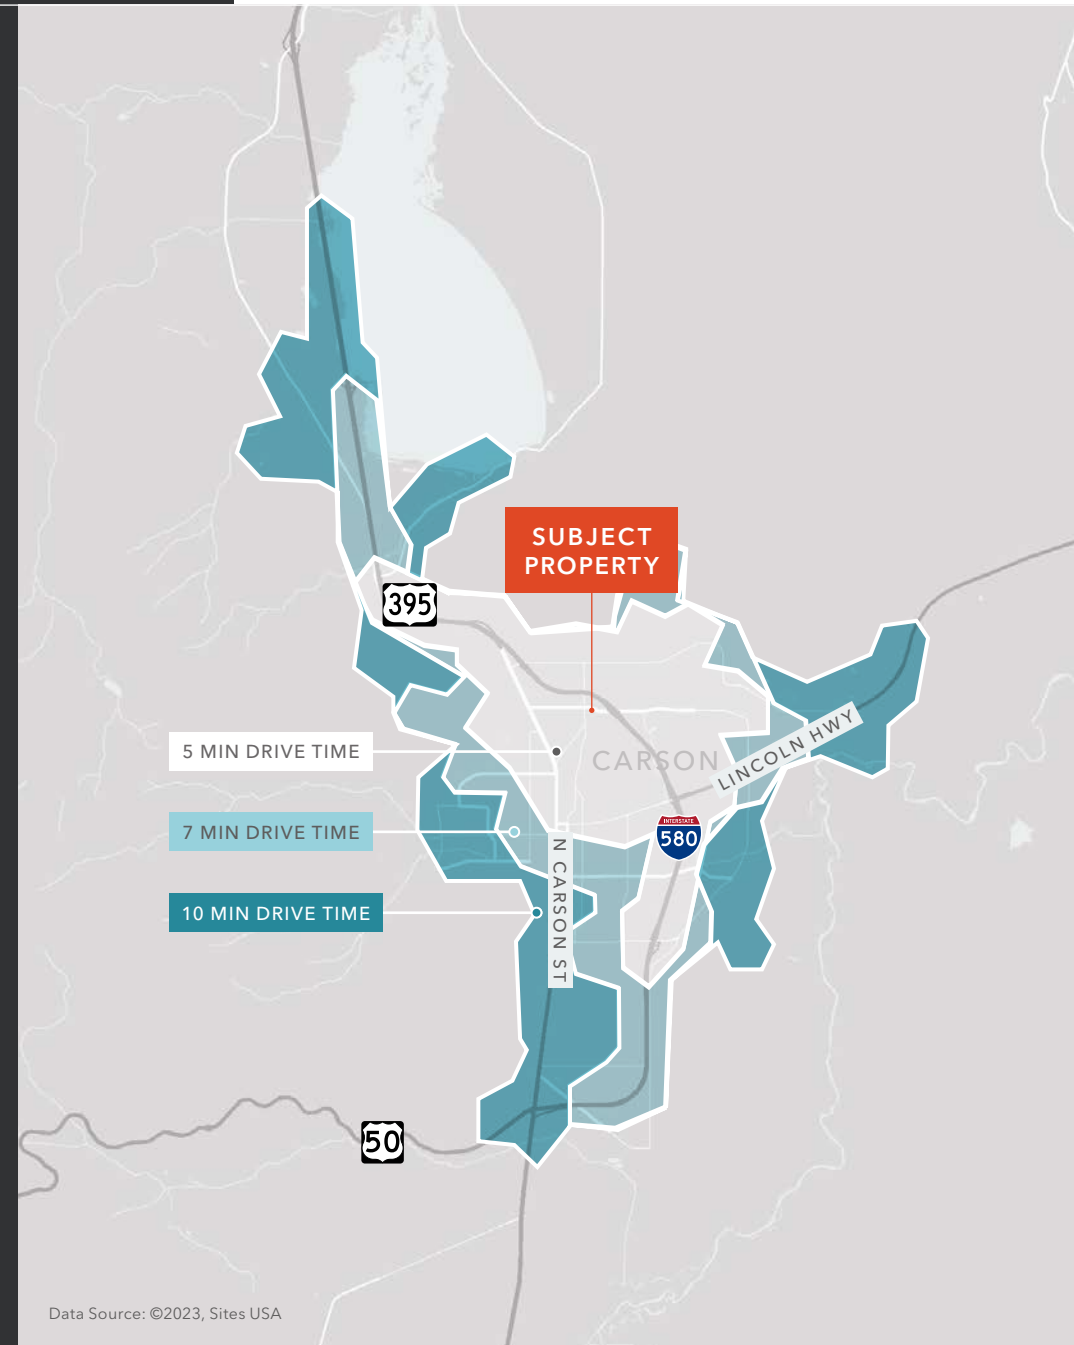 SUBJECT
PROPERTY
395
CARSON
LINCOLN HWY
5 MIN DRIVE TIME
7 MIN DRIVE TIME
INTERSTATE
580
N CARSON ST
10 MIN DRIVE TIME
50
Data Source: ©2023, Sites USA